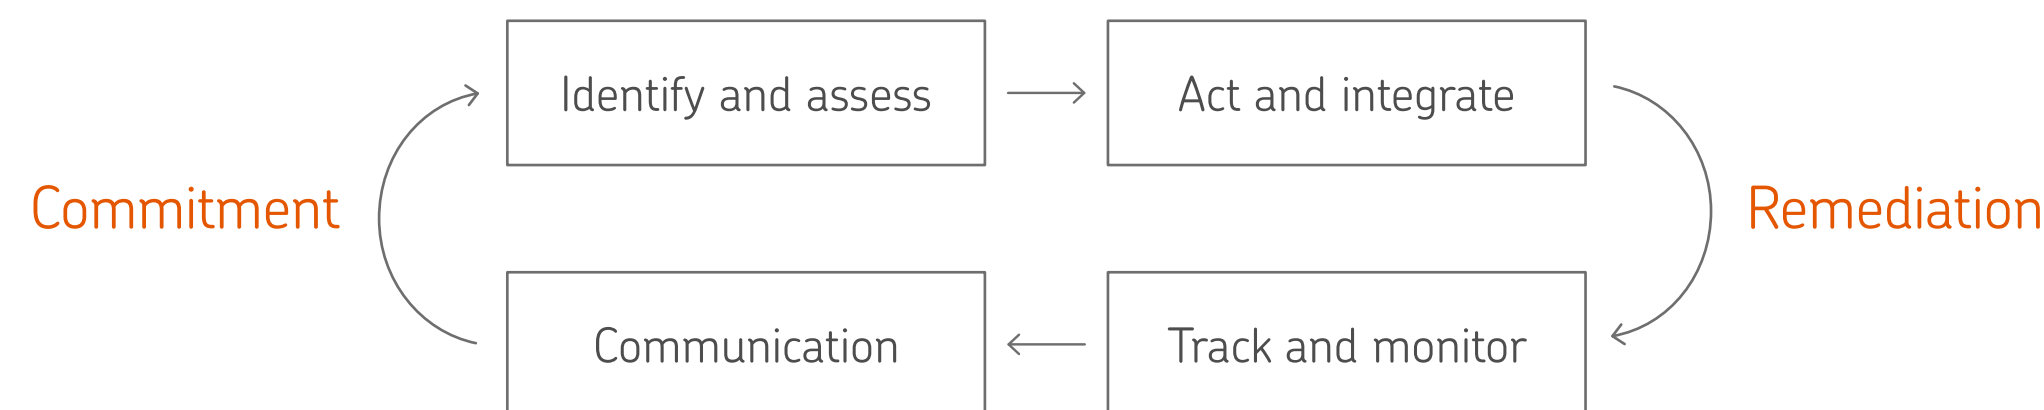 Identify and assess
Act and integrate
Commitment
Remediation
Communication
Track and monitor